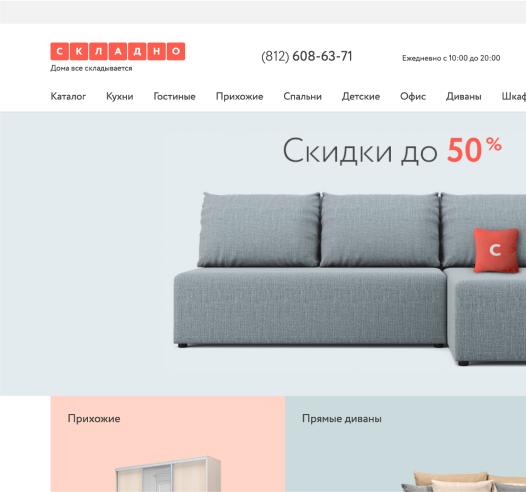 СКЛАДНО
Дома все складывается
(812) 608-63-71
Ежедневно с 10:00 до 20:00
Каталог Кухни Гостиные Прихожие Спальни Детские Офис Диваны Шкаф
Скидки до 50%
С
Прихожие
Прямые диваны